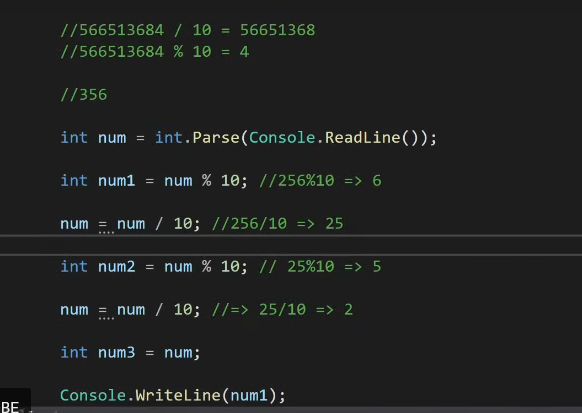 //566513684 / 10 = 56651368
//566513684 % 10 = 4
//356
int num = int.Parse(Console.ReadLine());
int num1 = num % 10; //256%10 => 6
num = num / 10; //256/10 => 25
int num2 = num % 10; // 25%10 => 5
num = num / 10; //=> 25/10 => 2
int num3 = num;
Console.WriteLine(num1);
BE